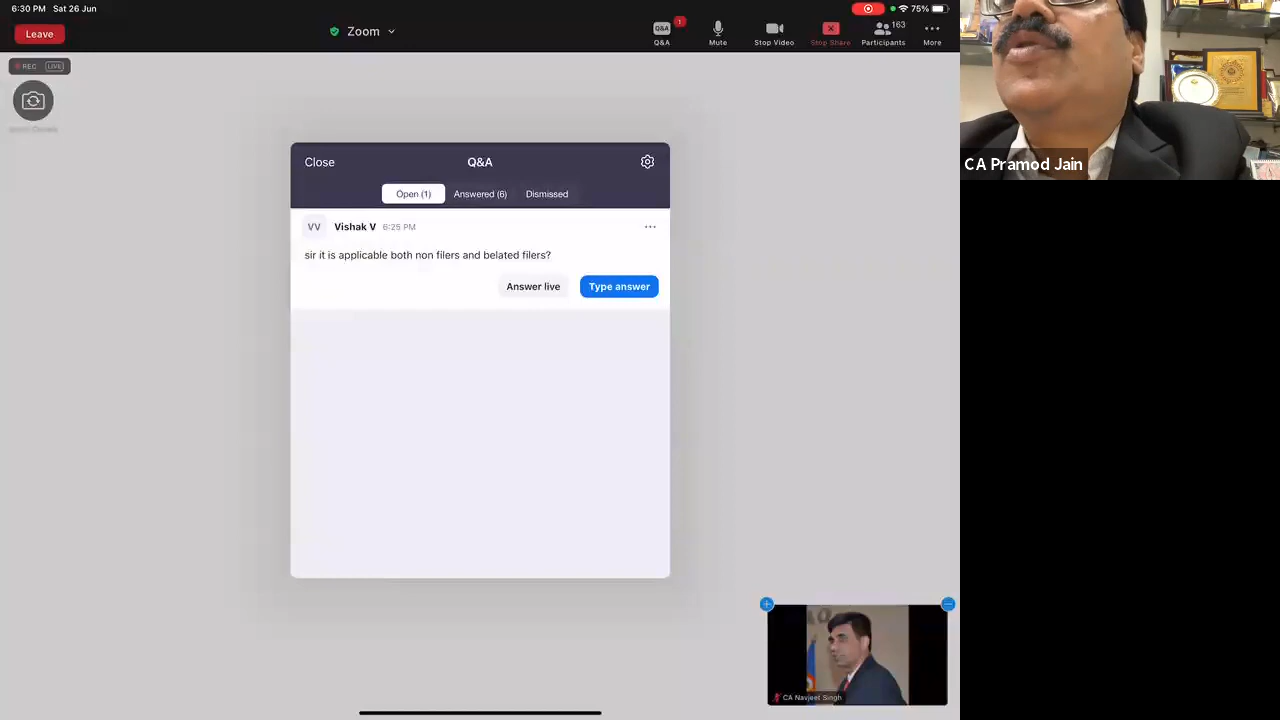 6:30 PM Sat 26 Jun
75%
Leave
Zoom
Q&A
1
Q&A
Mute
Stop Video
Stop Share
163
Participants
More
REC LIVE
Close
Q&A
Open (1)
Answered (6)
Dismissed
VV
Vishak V 6:25 PM
sir it is applicable both non filers and belated filers?
Answer live
Type answer
CA Navjeet Singh
CA Pramod Jain